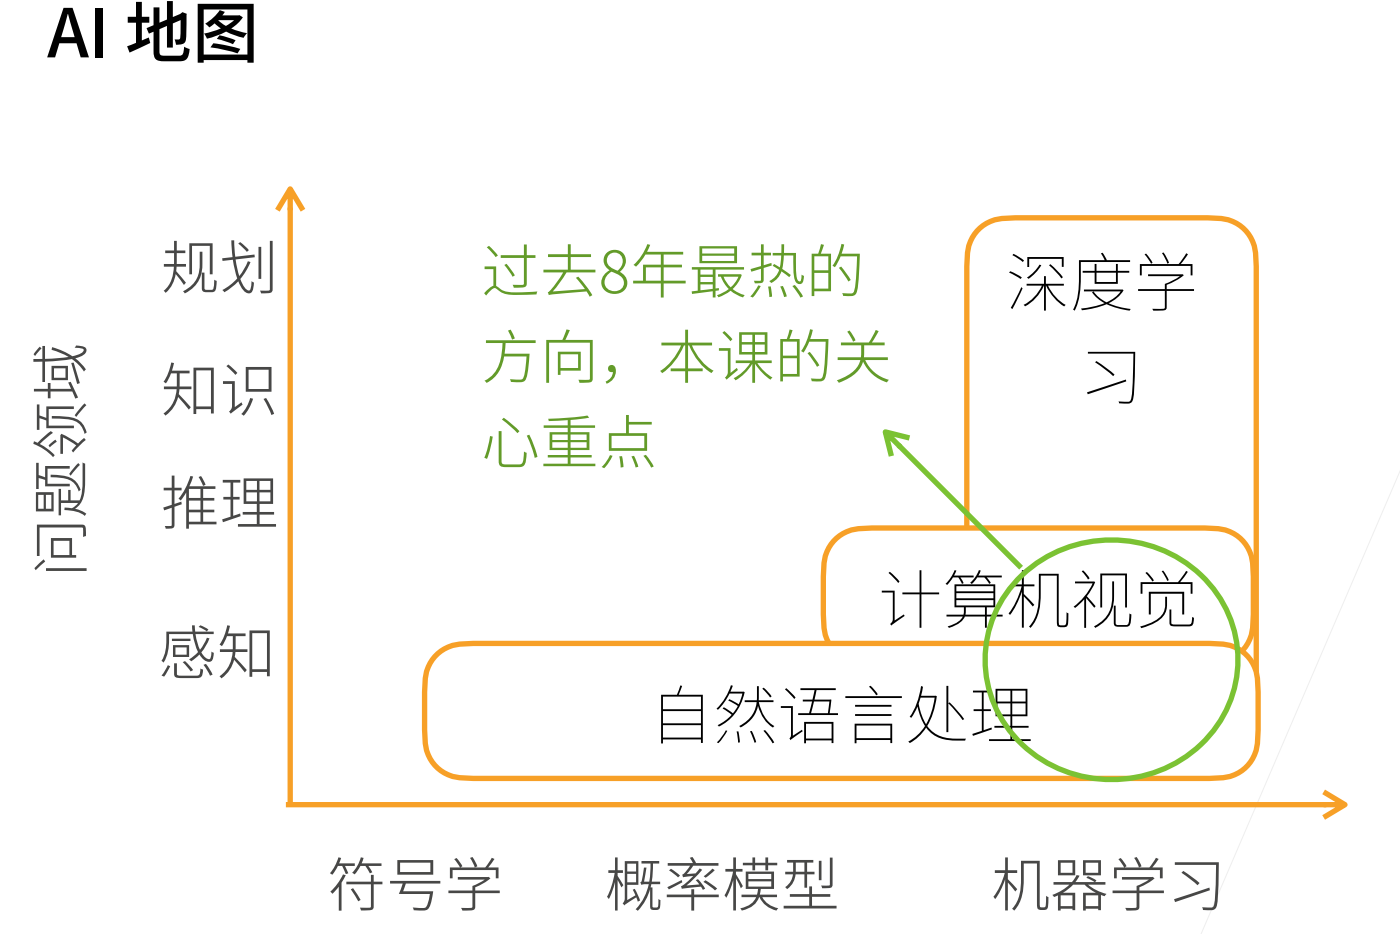 AI 地图
问题领域
规划
知识
推理
感知
过去8年最热的
方向，本课的关
心重点
深度学
习
计算机视觉
自然语言处理
符号学
概率模型
机器学习